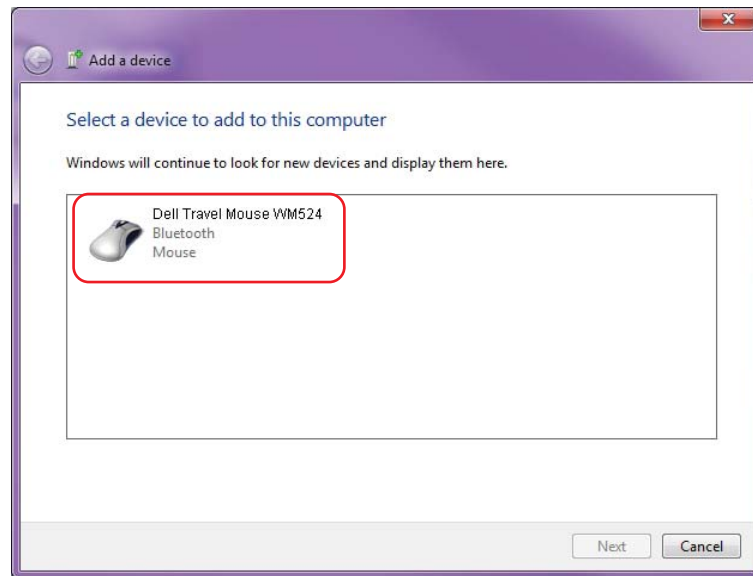 Add a device
Select a device to add to this computer
Windows will continue to look for new devices and display them here.
Dell Travel Mouse WM524
Bluetooth
Mouse
Next
Cancel